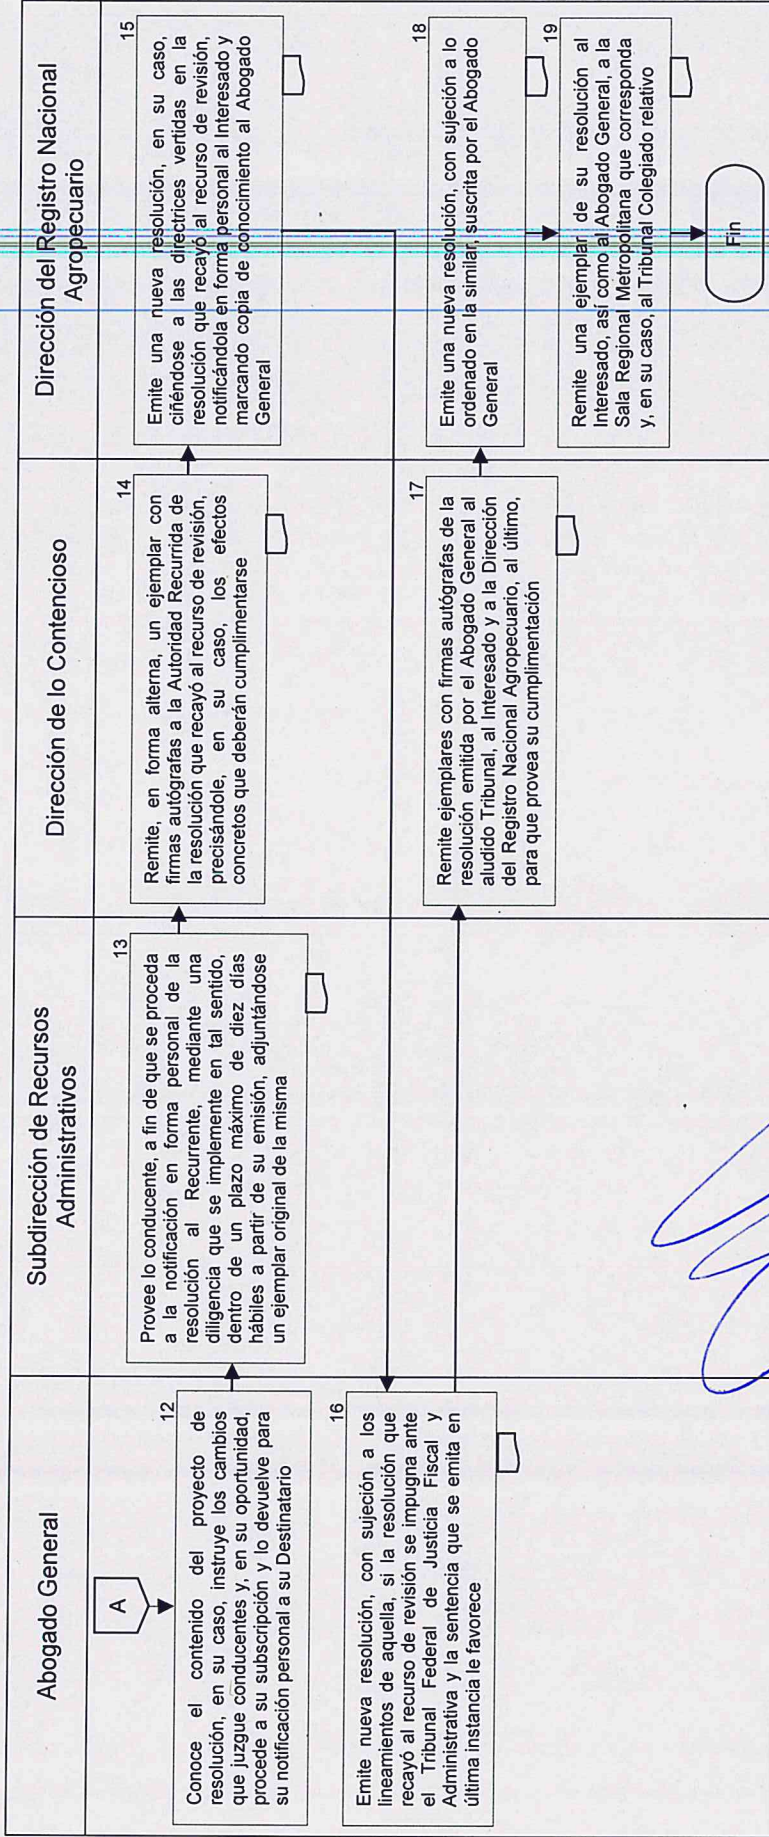 Abogado General
Subdirección de Recursos
Administrativos
Dirección de lo Contencioso
Dirección del Registro Nacional
Agropecuario
A
12
Conoce el contenido del proyecto de
resolución, en su caso, instruye los cambios
que juzgue conducentes y, en su oportunidad,
procede a su subscripción y lo devuelve para
su notificación personal a su Destinatario
13
Provee lo conducente, a fin de que se proceda
a la notificación en forma personal de la
resolución al Recurrente, mediante una
diligencia que se implemente en tal sentido,
dentro de un plazo máximo de diez días
hábiles a partir de su emisión, adjuntándose
un ejemplar original de la misma
14
Remite, en forma alterna, un ejemplar con
firmas autógrafas a la Autoridad Recurrida de
la resolución que recayó al recurso de revisión,
precisándole, en su caso, los efectos
concretos que deberán cumplimentarse
15
Emite una nueva resolución, en su caso,
ciñéndose a las directrices vertidas en la
resolución que recayó al recurso de revisión,
notificándola en forma personal al Interesado y
marcando copia de conocimiento al Abogado
General
16
Emite nueva resolución, con sujeción a los
lineamientos de aquella, si la resolución que
recayó al recurso de revisión se impugna ante
el Tribunal Federal de Justicia Fiscal y
Administrativa y la sentencia que se emita en
última instancia le favorece
17
Remite ejemplares con firmas autógrafas de la
resolución emitida por el Abogado General al
aludido Tribunal, al Interesado y a la Dirección
del Registro Nacional Agropecuario, al último,
para que provea su cumplimentación
18
Emite una nueva resolución, con sujeción a lo
ordenado en la similar, suscrita por el Abogado
General
19
Remite una ejemplar de su resolución al
Interesado, así como al Abogado General, a la
Sala Regional Metropolitana que corresponda
y, en su caso, al Tribunal Colegiado relativo
Fin